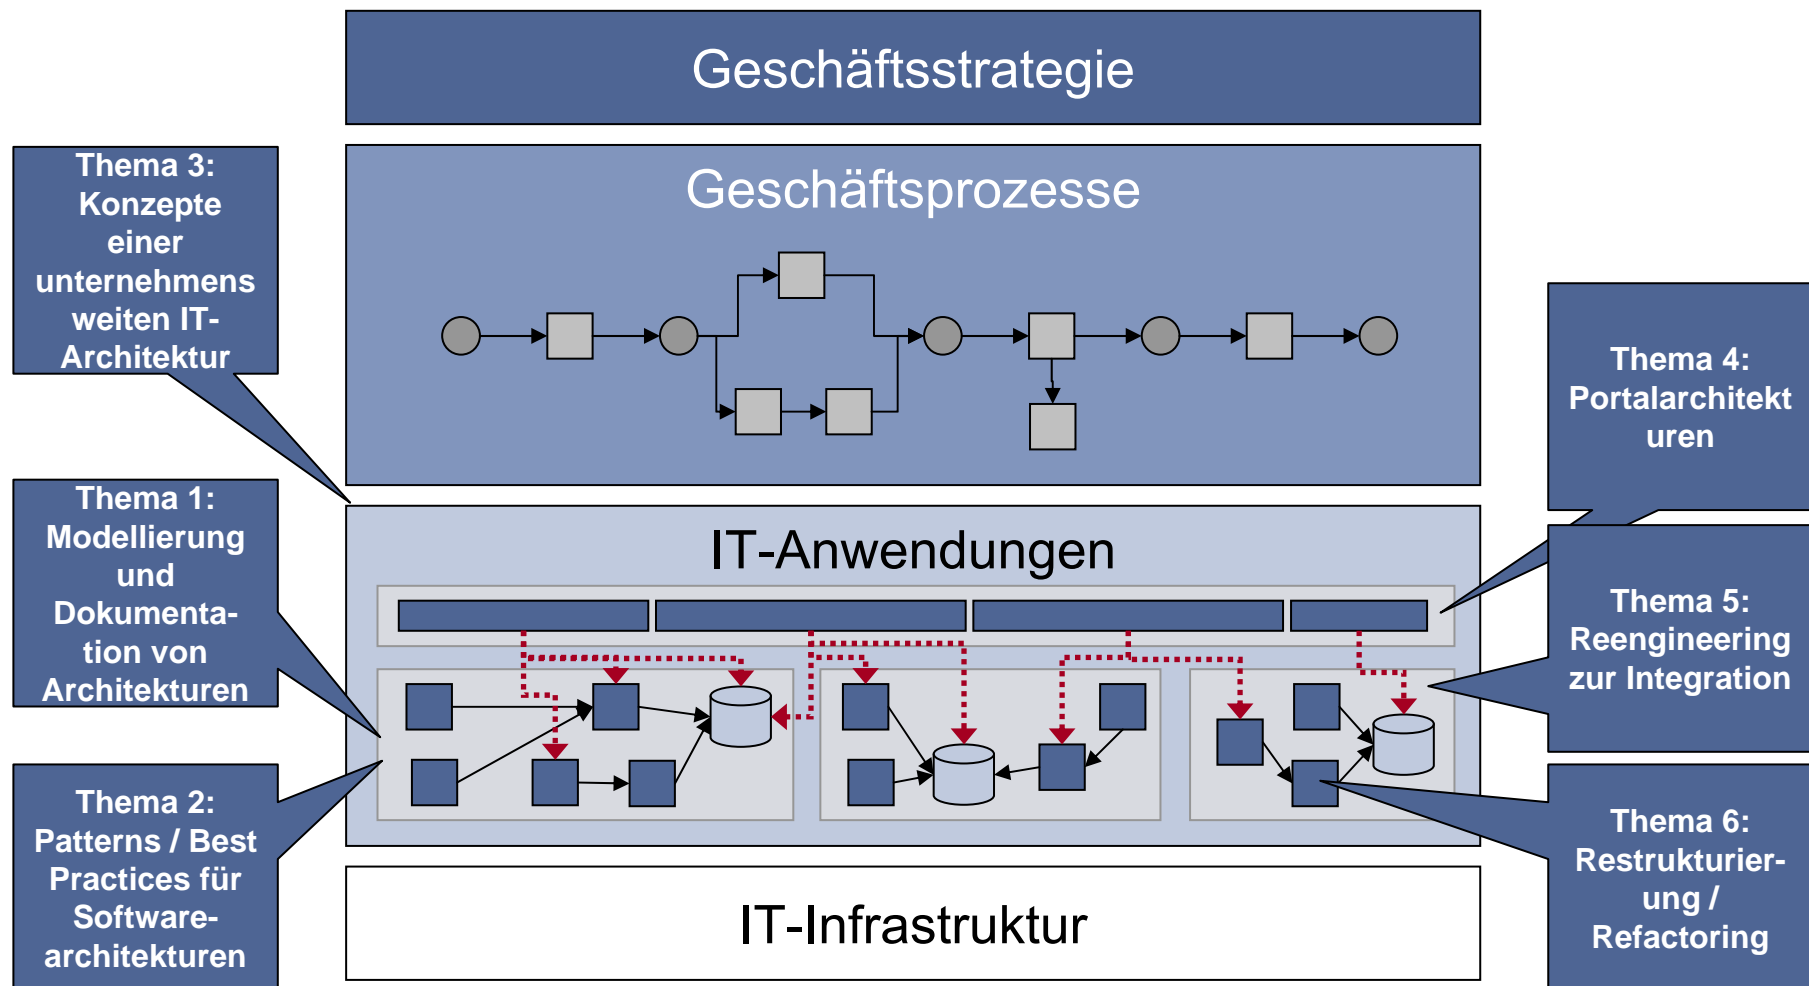 Geschäftsstrategie
Geschäftsprozesse
Thema 3:
Konzepte
einer
unternehmens
weiten IT-
Architektur
Thema 1:
Modellierung
und
Dokumenta-
tion von
Architekturen
Thema 2:
Patterns / Best
Practices für
Software-
architekturen
IT-Anwendungen
IT-Infrastruktur
Thema 4:
Portalarchitekt
uren
Thema 5:
Reengineering
zur Integration
Thema 6:
Restrukturier-
ung /
Refactoring